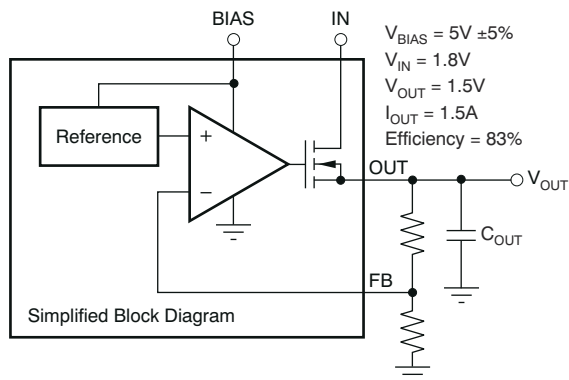 BIAS
IN
V_BIAS = 5V ±5%
V_IN = 1.8V
V_OUT = 1.5V
I_OUT = 1.5A
Efficiency = 83%
Reference
+
−
OUT
V_OUT
C_OUT
FB
Simplified Block Diagram